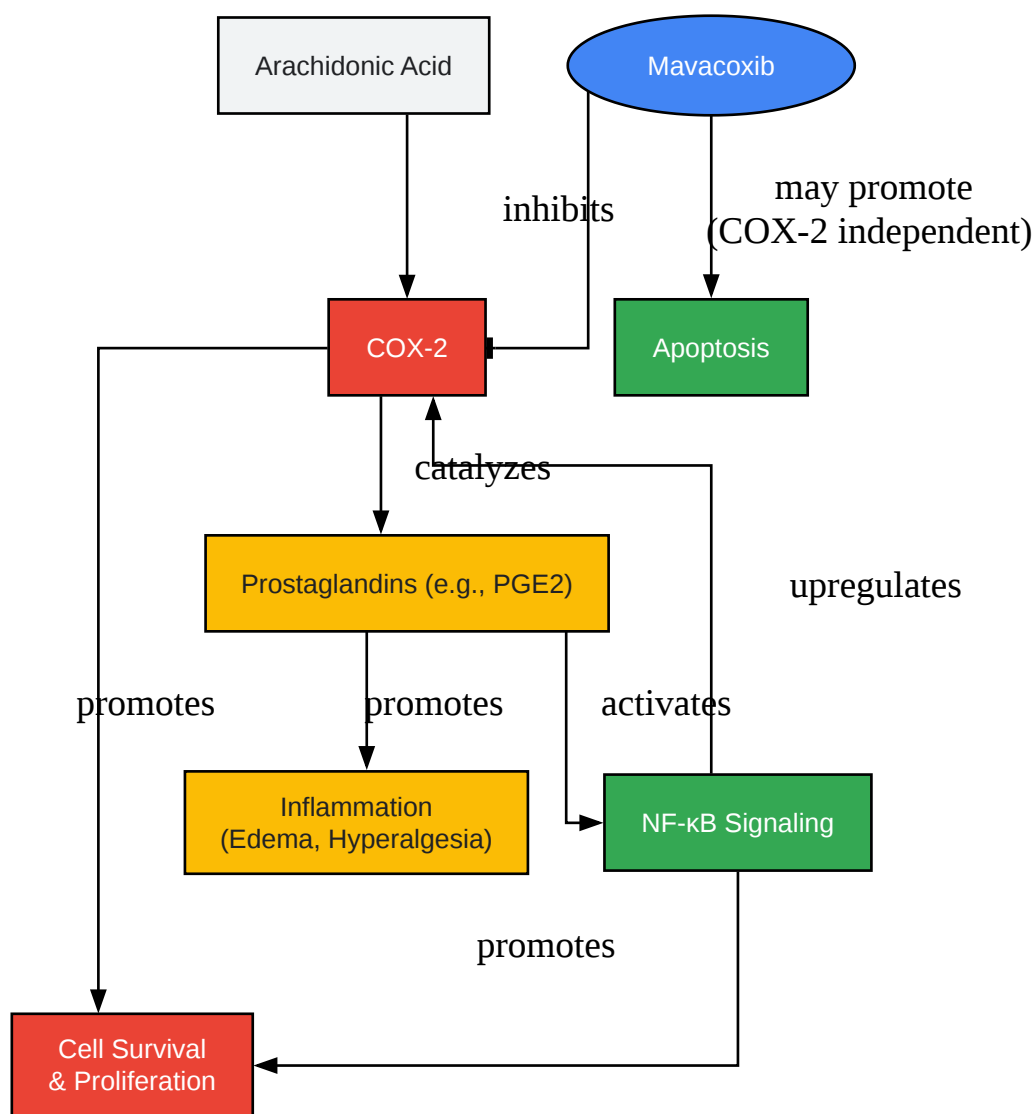 Arachidonic Acid
Mavacoxib
inhibits
may promote
(COX-2 independent)
COX-2
Apoptosis
catalyzes
Prostaglandins (e.g., PGE2)
upregulates
promotes
promotes
activates
Inflammation
(Edema, Hyperalgesia)
NF-κB Signaling
promotes
Cell Survival
& Proliferation